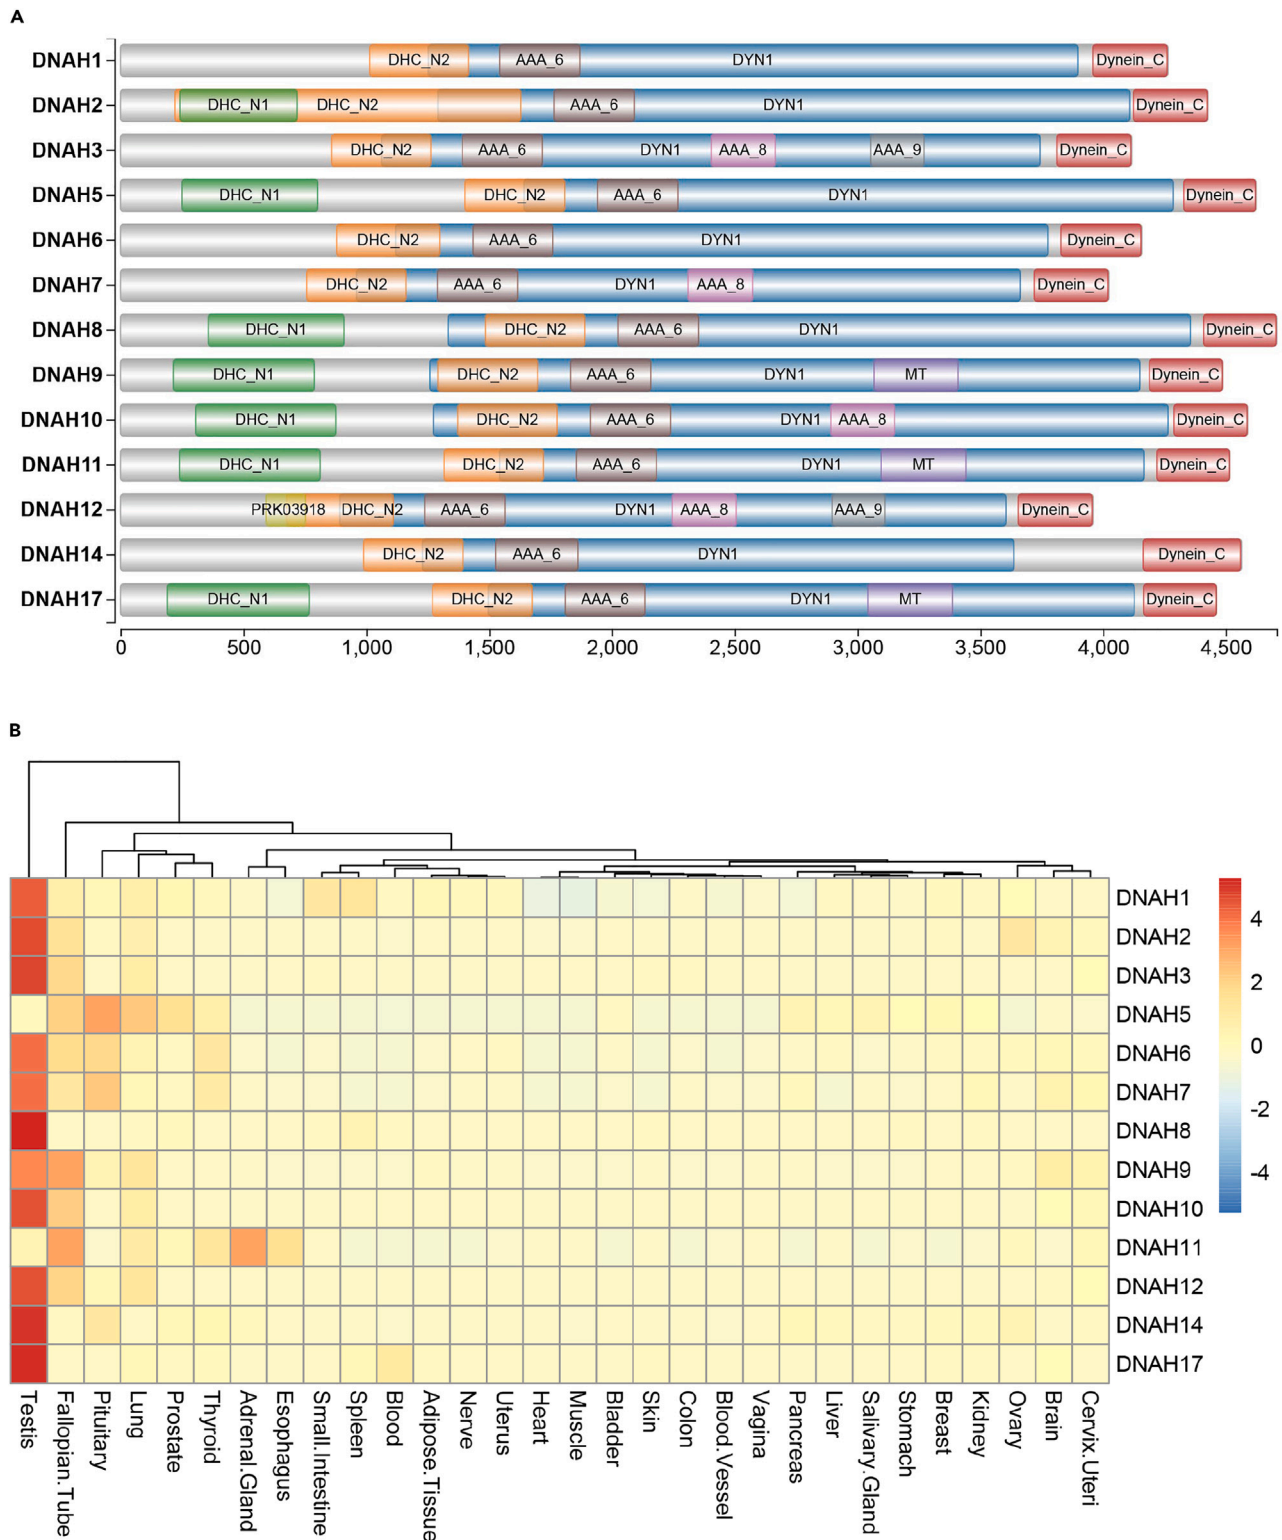 A
DNAH1 DHC_N2 AAA_6 DYN1 Dynein_C
DNAH2 DHC_N1 DHC_N2 AAA_6 DYN1 Dynein_C
DNAH3 DHC_N2 AAA_6 DYN1 AAA_8 AAA_9 Dynein_C
DNAH5 DHC_N1 DHC_N2 AAA_6 DYN1 Dynein_C
DNAH6 DHC_N2 AAA_6 DYN1 Dynein_C
DNAH7 DHC_N2 AAA_6 DYN1 AAA_8 Dynein_C
DNAH8 DHC_N1 DHC_N2 AAA_6 DYN1 Dynein_C
DNAH9 DHC_N1 DHC_N2 AAA_6 DYN1 MT Dynein_C
DNAH10 DHC_N1 DHC_N2 AAA_6 DYN1 AAA_8 Dynein_C
DNAH11 DHC_N1 DHC_N2 AAA_6 DYN1 MT Dynein_C
DNAH12 PRK03918 DHC_N2 AAA_6 DYN1 AAA_8 AAA_9 Dynein_C
DNAH14 DHC_N2 AAA_6 DYN1 Dynein_C
DNAH17 DHC_N1 DHC_N2 AAA_6 DYN1 MT Dynein_C
0 500 1,000 1,500 2,000 2,500 3,000 3,500 4,000 4,500
B
DNAH1
DNAH2
DNAH3
DNAH5
DNAH6
DNAH7
DNAH8
DNAH9
DNAH10
DNAH11
DNAH12
DNAH14
DNAH17
4
2
0
-2
-4
Testis
Fallopian.Tube
Pituitary
Lung
Prostate
Thyroid
Adrenal.Gland
Esophagus
Small.Intestine
Spleen
Blood
Adipose.Tissue
Nerve
Uterus
Heart
Muscle
Bladder
Skin
Colon
Blood.Vessel
Vagina
Pancreas
Liver
Salivary.Gland
Stomach
Breast
Kidney
Ovary
Brain
Cervix.Uteri